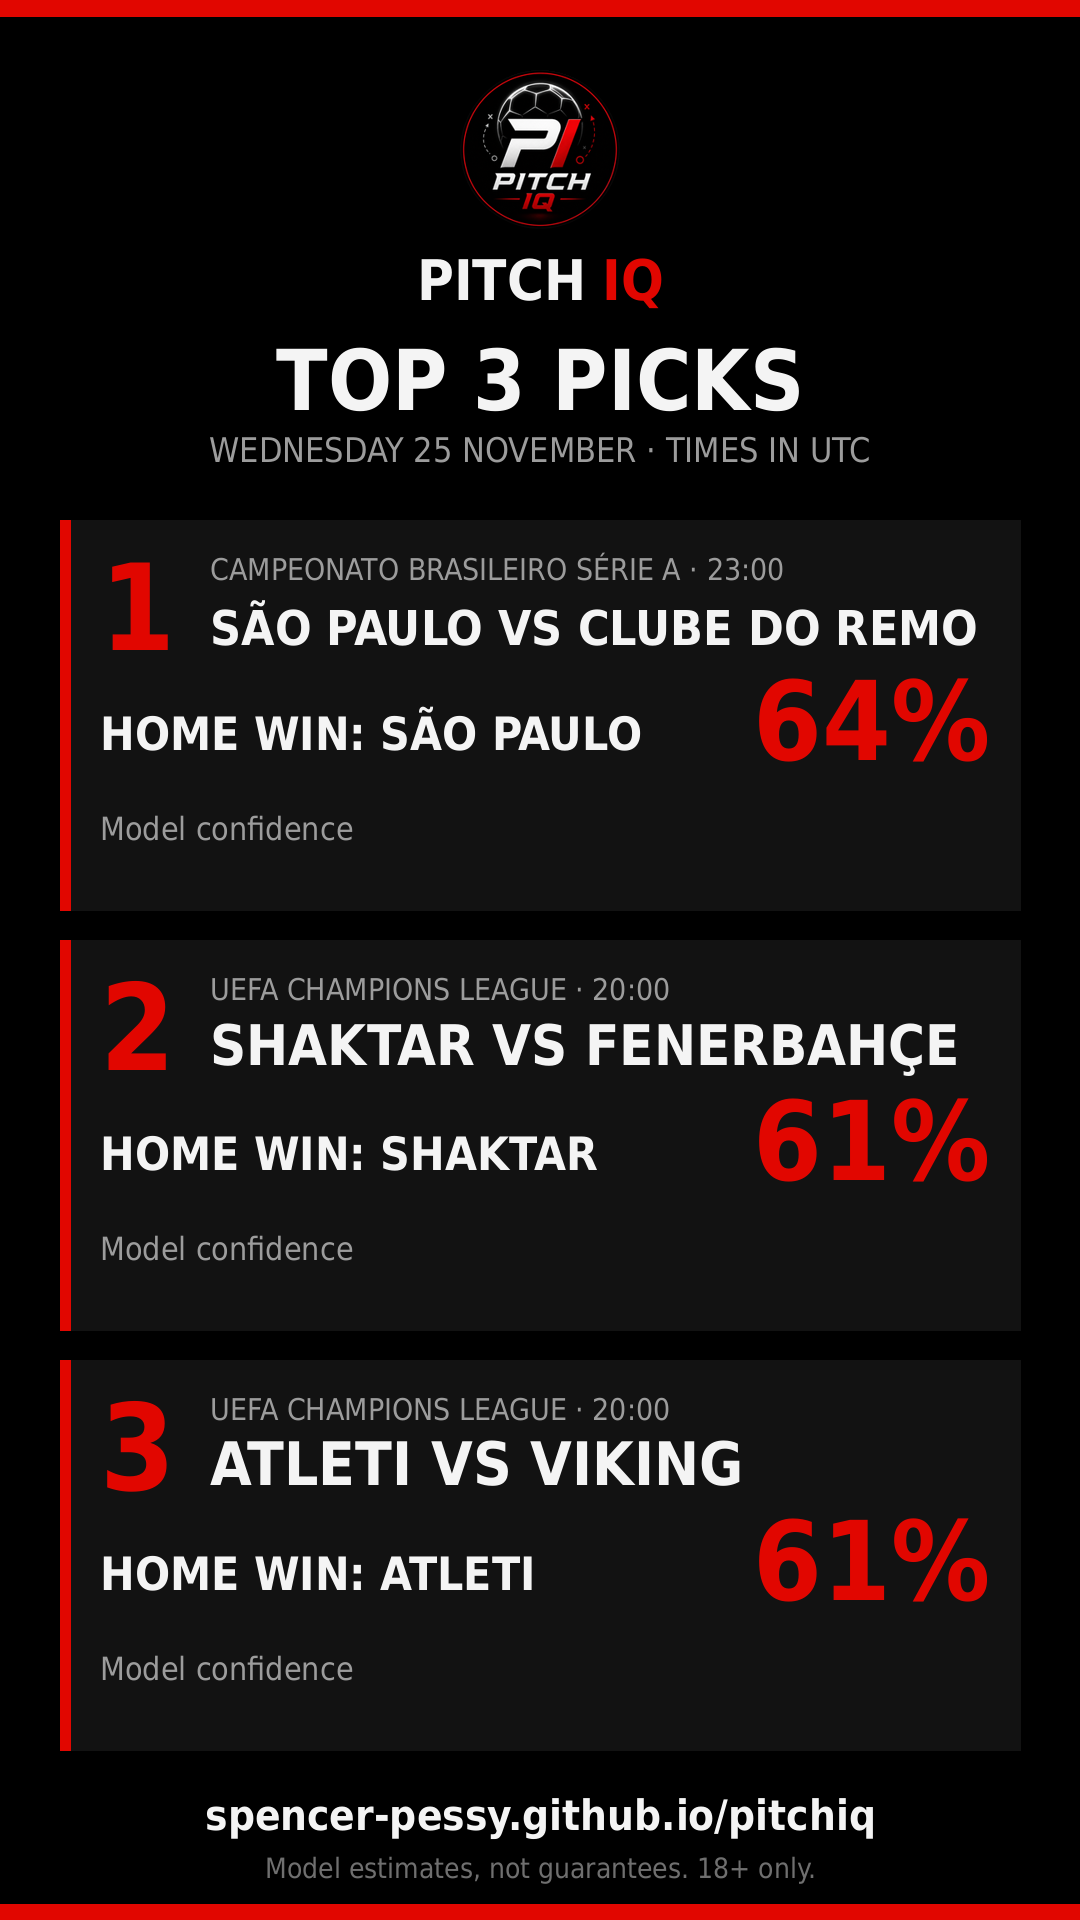 PI
PITCH
IQ
PITCH IQ
TOP 3 PICKS
WEDNESDAY 25 NOVEMBER · TIMES IN UTC
1
CAMPEONATO BRASILEIRO SÉRIE A · 23:00
SÃO PAULO VS CLUBE DO REMO
HOME WIN: SÃO PAULO
64%
Model confidence
2
UEFA CHAMPIONS LEAGUE · 20:00
SHAKTAR VS FENERBAHÇE
HOME WIN: SHAKTAR
61%
Model confidence
3
UEFA CHAMPIONS LEAGUE · 20:00
ATLETI VS VIKING
HOME WIN: ATLETI
61%
Model confidence
spencer-pessy.github.io/pitchiq
Model estimates, not guarantees. 18+ only.